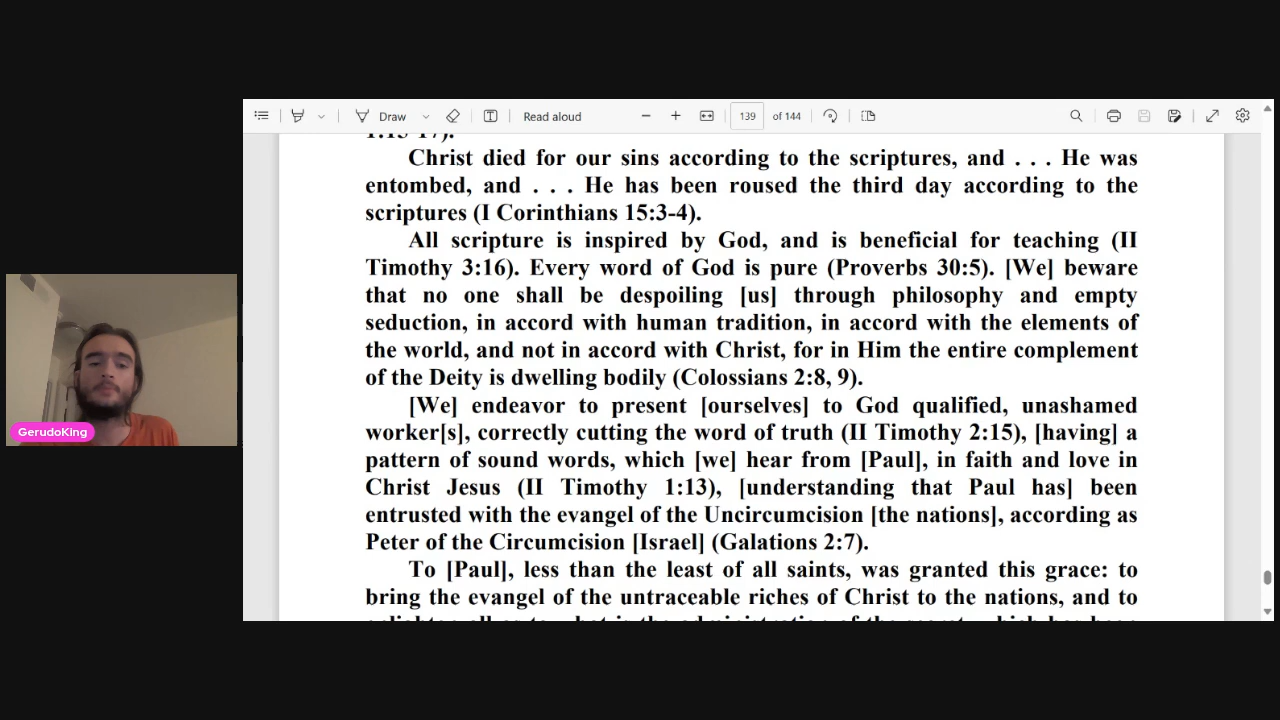 Draw
Read aloud
139
of 144
1:15-17).
Christ died for our sins according to the scriptures, and . . . He was
entombed, and . . . He has been roused the third day according to the
scriptures (I Corinthians 15:3-4).
All scripture is inspired by God, and is beneficial for teaching (II
Timothy 3:16). Every word of God is pure (Proverbs 30:5). [We] beware
that no one shall be despoiling [us] through philosophy and empty
seduction, in accord with human tradition, in accord with the elements of
the world, and not in accord with Christ, for in Him the entire complement
of the Deity is dwelling bodily (Colossians 2:8, 9).
[We] endeavor to present [ourselves] to God qualified, unashamed
worker[s], correctly cutting the word of truth (II Timothy 2:15), [having] a
pattern of sound words, which [we] hear from [Paul], in faith and love in
Christ Jesus (II Timothy 1:13), [understanding that Paul has] been
entrusted with the evangel of the Uncircumcision [the nations], according as
Peter of the Circumcision [Israel] (Galations 2:7).
To [Paul], less than the least of all saints, was granted this grace: to
bring the evangel of the untraceable riches of Christ to the nations, and to
GerudoKing